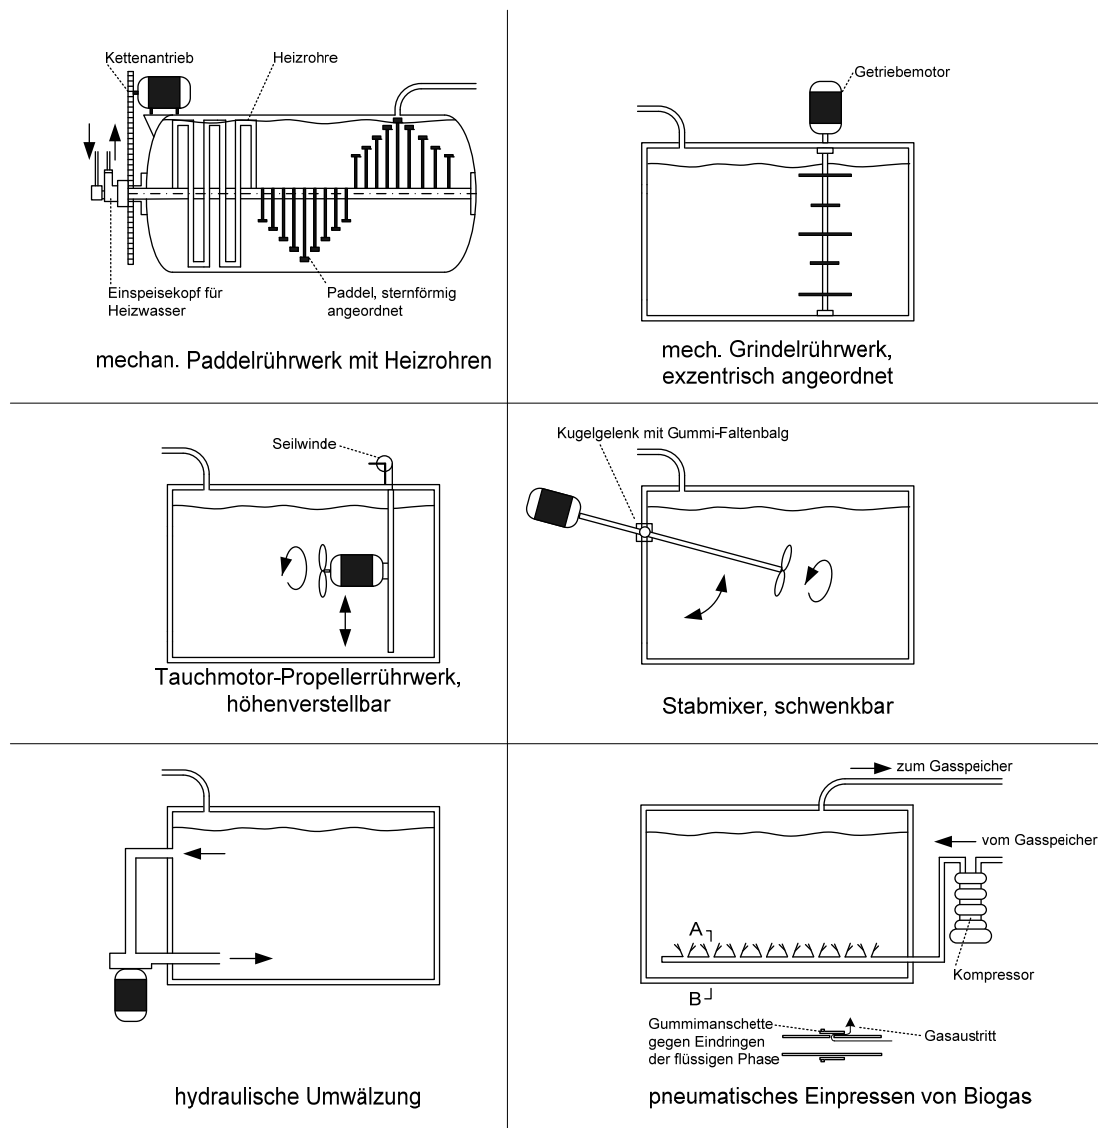 Kettenantrieb
Heizrohre
Einspeisekopf für
Heizwasser
Paddel, sternförmig
angeordnet
mechan. Paddelrührwerk mit Heizrohren
Getriebemotor
mech. Grindelrührwerk,
exzentrisch angeordnet
Seilwinde
Tauchmotor-Propellerrührwerk,
höhenverstellbar
Kugelgelenk mit Gummi-Faltenbalg
Stabmixer, schwenkbar
hydraulische Umwälzung
zum Gasspeicher
vom Gasspeicher
A
Kompressor
B
Gummimanschette
gegen Eindringen
der flüssigen Phase
Gasaustritt
pneumatisches Einpressen von Biogas